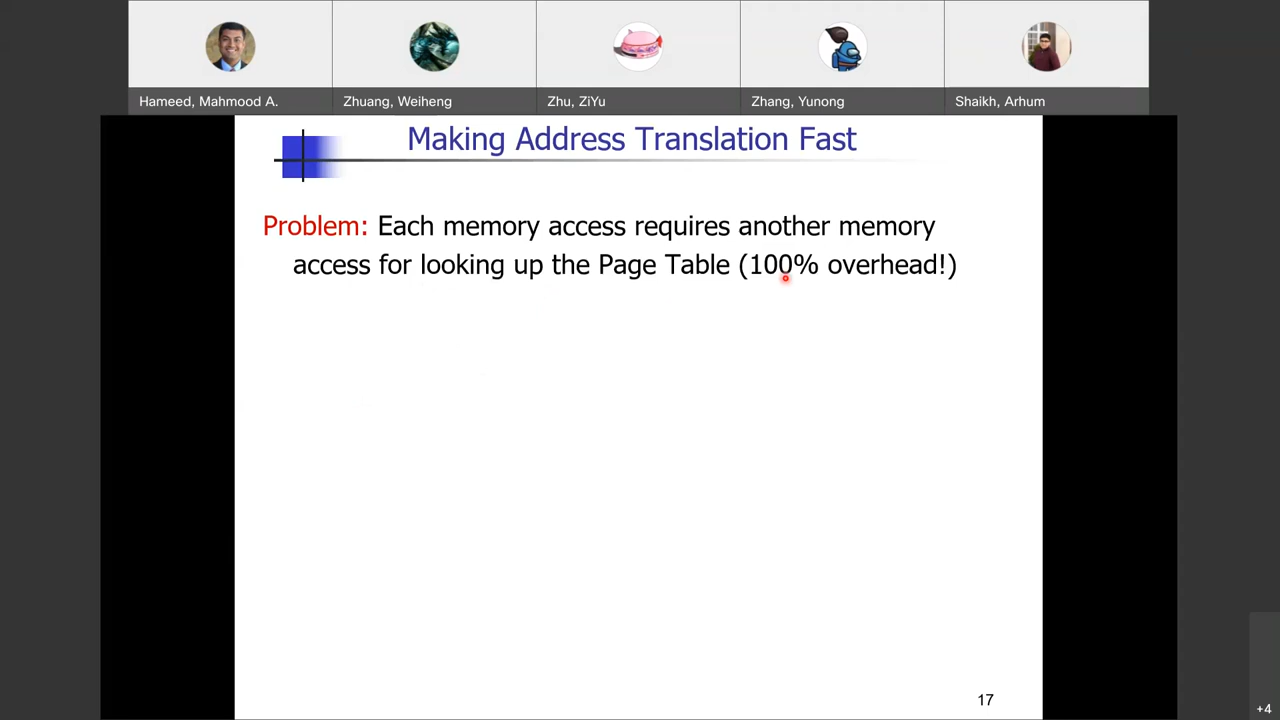 Hameed, Mahmood A.
Zhuang, Weiheng
Zhu, ZiYu
Zhang, Yunong
Shaikh, Arhum
Making Address Translation Fast
Problem: Each memory access requires another memory
access for looking up the Page Table (100% overhead!)
17
+4